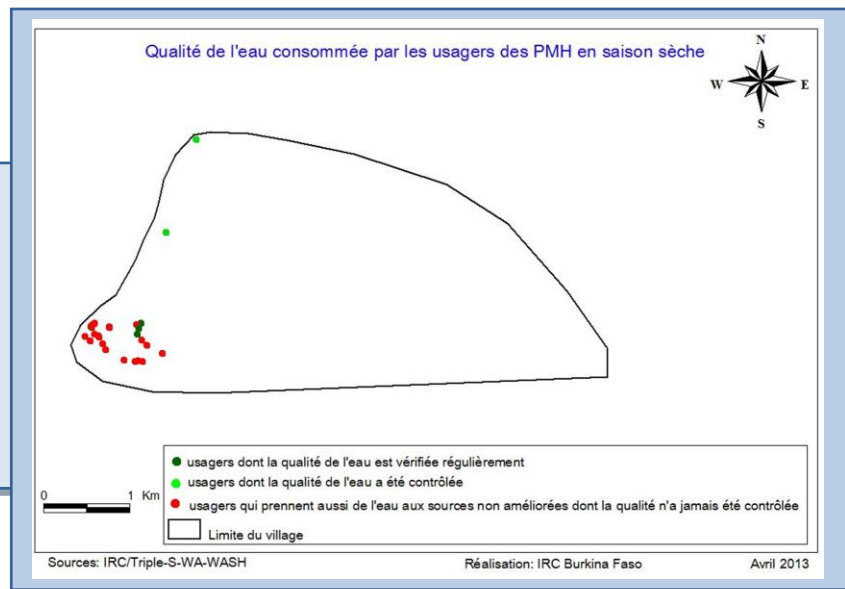 Qualité de l'eau consommée par les usagers des PMH en saison sèche
N
W E
S
usagers dont la qualité de l'eau est vérifiée régulièrement
usagers dont la qualité de l'eau a été contrôlée
0 1 Km
usagers qui prennent aussi de l'eau aux sources non améliorées dont la qualité n'a jamais été contrôlée
Limite du village
Sources: IRC/Triple-S-WA-WASH Réalisation: IRC Burkina Faso Avril 2013